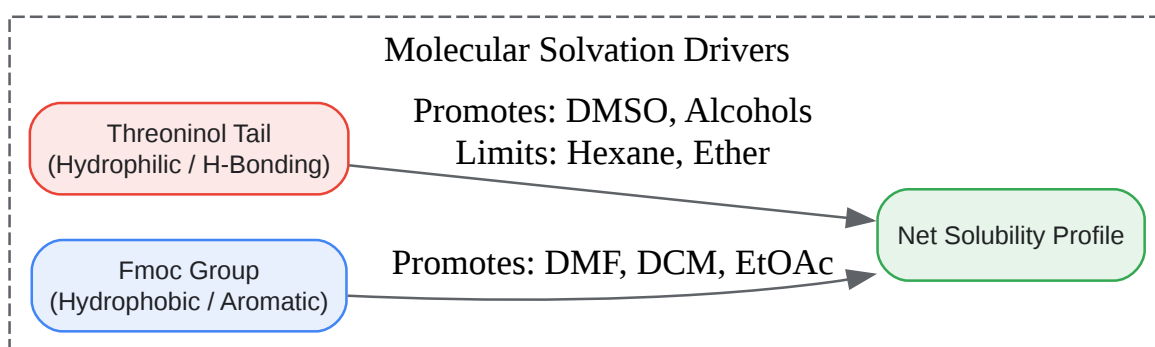 Molecular Solvation Drivers
Threoninol Tail
(Hydrophilic / H-Bonding)
Promotes: DMSO, Alcohols
Limits: Hexane, Ether
Net Solubility Profile
Fmoc Group
(Hydrophobic / Aromatic)
Promotes: DMF, DCM, EtOAc